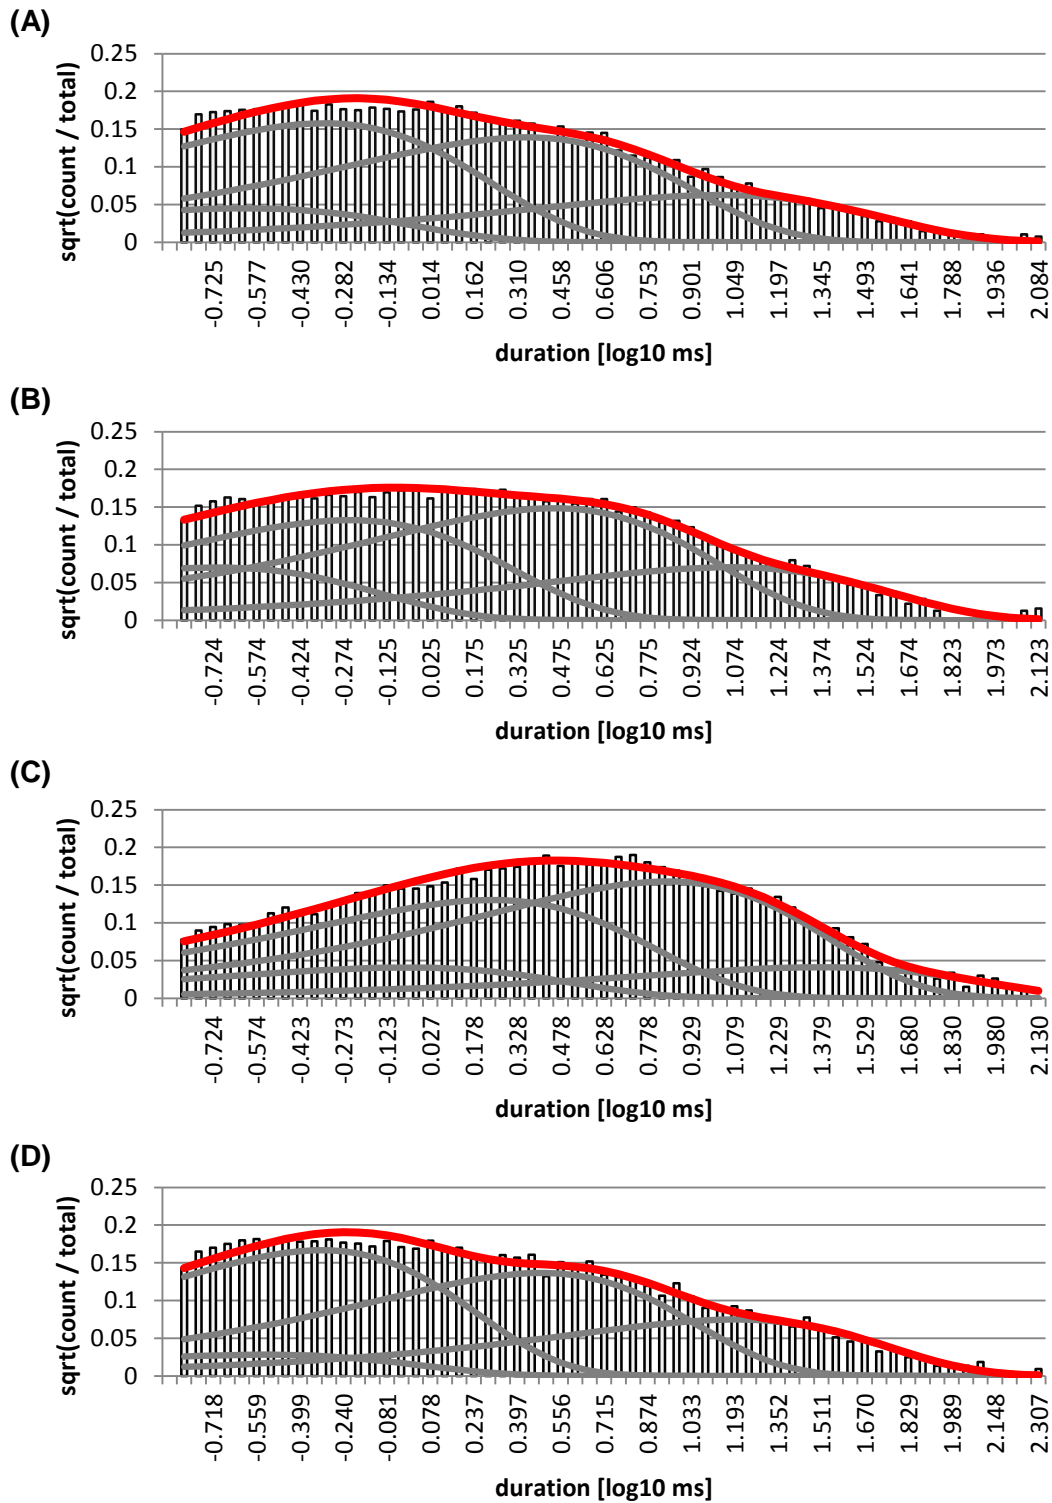 (A)
sqrt(count / total)
0.25
0.2
0.15
0.1
0.05
0
-0.725 -0.577 -0.430 -0.282 -0.134 0.014 0.162 0.310 0.458 0.606 0.753 0.901 1.049 1.197 1.345 1.493 1.641 1.788 1.936 2.084
duration [log10 ms]
(B)
sqrt(count / total)
0.25
0.2
0.15
0.1
0.05
0
-0.724 -0.574 -0.424 -0.274 -0.125 0.025 0.175 0.325 0.475 0.625 0.775 0.924 1.074 1.224 1.374 1.524 1.674 1.823 1.973 2.123
duration [log10 ms]
(C)
sqrt(count / total)
0.25
0.2
0.15
0.1
0.05
0
-0.724 -0.574 -0.423 -0.273 -0.123 0.027 0.178 0.328 0.478 0.628 0.778 0.929 1.079 1.229 1.379 1.529 1.680 1.830 1.980 2.130
duration [log10 ms]
(D)
sqrt(count / total)
0.25
0.2
0.15
0.1
0.05
0
-0.718 -0.559 -0.399 -0.240 -0.081 0.078 0.237 0.397 0.556 0.715 0.874 1.033 1.193 1.352 1.511 1.670 1.829 1.989 2.148 2.307
duration [log10 ms]